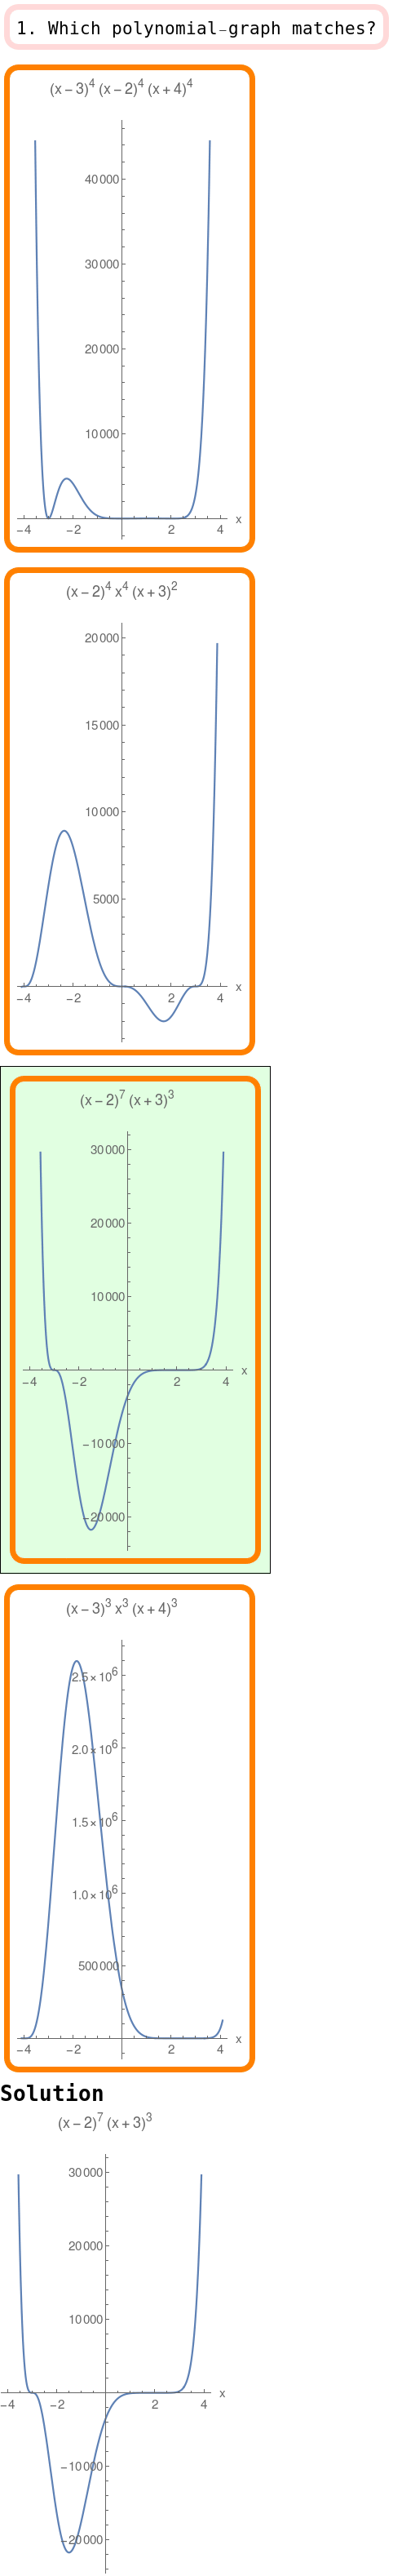 1. Which polynomial-graph matches?
(x − 3)^4 (x − 2)^4 (x + 4)^4
40 000
30 000
20 000
10 000
−4 −2 2 4 x
(x − 2)^4 x^4 (x + 3)^2
20 000
15 000
10 000
5000
−4 −2 2 4 x
(x − 2)^7 (x + 3)^3
30 000
20 000
10 000
−4 −2 2 4 x
−10 000
−20 000
(x − 3)^3 x^3 (x + 4)^3
2.5 × 10^6
2.0 × 10^6
1.5 × 10^6
1.0 × 10^6
500 000
−4 −2 2 4 x
Solution
(x − 2)^7 (x + 3)^3
30 000
20 000
10 000
−4 −2 2 4 x
−10 000
−20 000